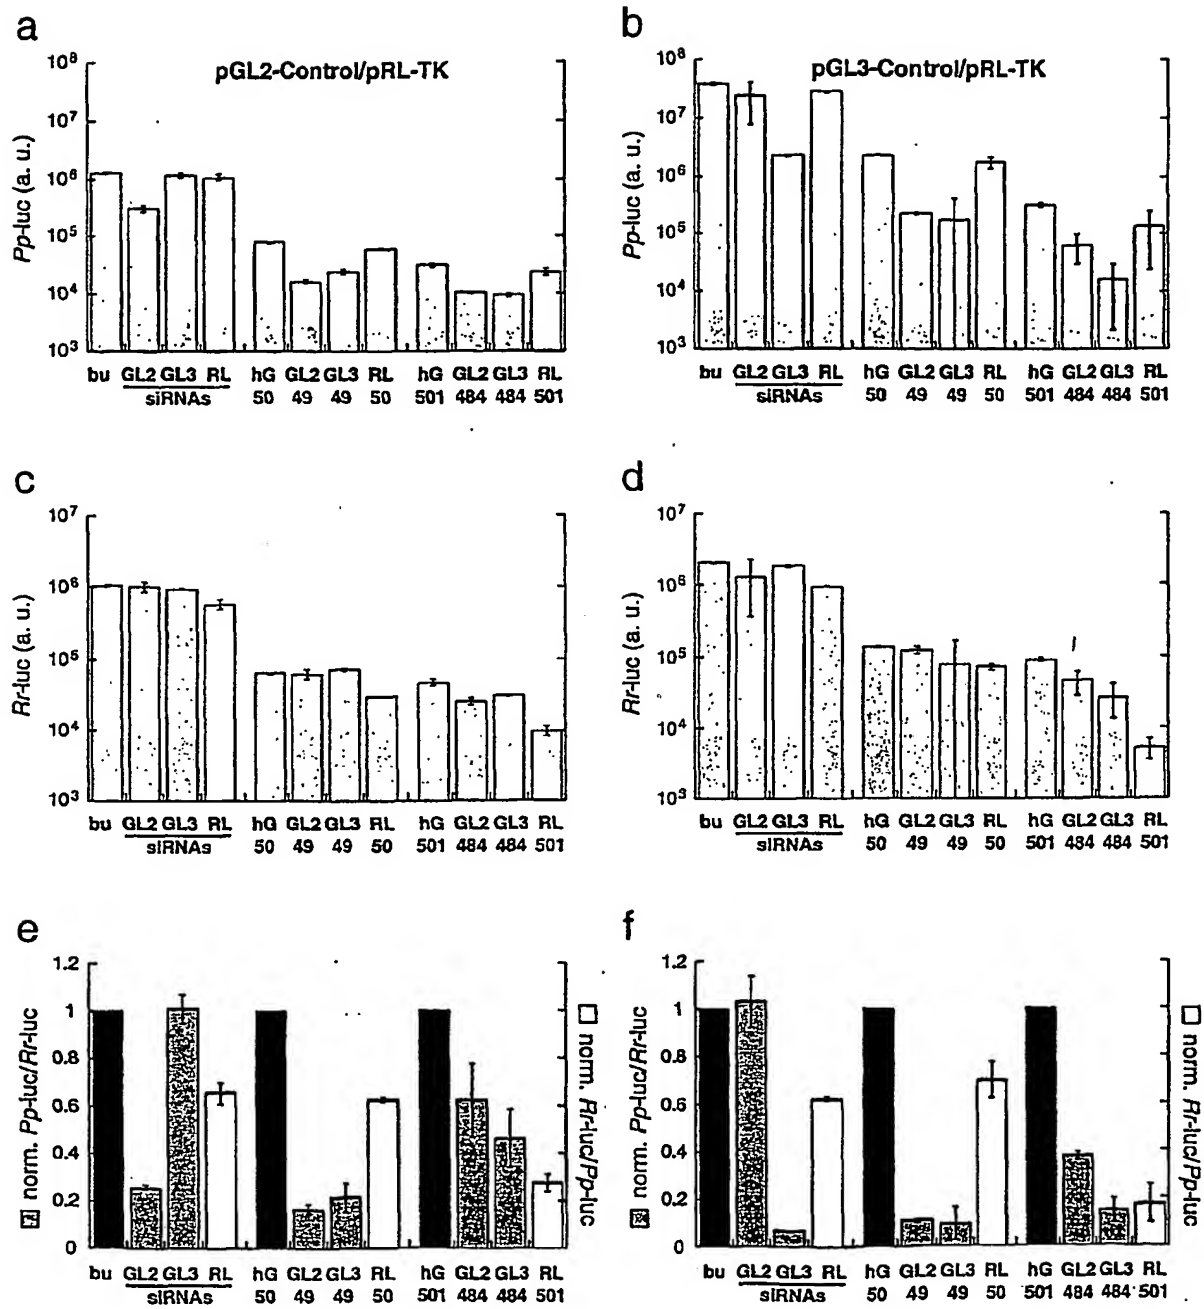 a
pGL2-Control/pRL-TK
Pp-luc (a. u.)
10⁸
10⁷
10⁶
10⁵
10⁴
10³
bu GL2 GL3 RL hG GL2 GL3 RL hG GL2 GL3 RL
siRNAs 50 49 49 50 501 484 484 501
b
pGL3-Control/pRL-TK
Pp-luc (a. u.)
10⁸
10⁷
10⁶
10⁵
10⁴
10³
bu GL2 GL3 RL hG GL2 GL3 RL hG GL2 GL3 RL
siRNAs 50 49 49 50 501 484 484 501
c
Rr-luc (a. u.)
10⁷
10⁶
10⁵
10⁴
10³
bu GL2 GL3 RL hG GL2 GL3 RL hG GL2 GL3 RL
siRNAs 50 49 49 50 501 484 484 501
d
Rr-luc (a. u.)
10⁷
10⁶
10⁵
10⁴
10³
bu GL2 GL3 RL hG GL2 GL3 RL hG GL2 GL3 RL
siRNAs 50 49 49 50 501 484 484 501
e
norm. Pp-luc/Rr-luc
1.2
1
0.8
0.6
0.4
0.2
0
norm. Rr-luc/Pp-luc
bu GL2 GL3 RL hG GL2 GL3 RL hG GL2 GL3 RL
siRNAs 50 49 49 50 501 484 484 501
f
norm. Pp-luc/Rr-luc
1.2
1
0.8
0.6
0.4
0.2
0
norm. Rr-luc/Pp-luc
bu GL2 GL3 RL hG GL2 GL3 RL hG GL2 GL3 RL
siRNAs 50 49 49 50 501 484 484 501